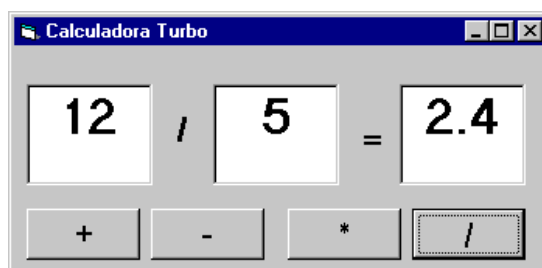 Calculadora Turbo
12 / 5 = 2.4
+ - * /